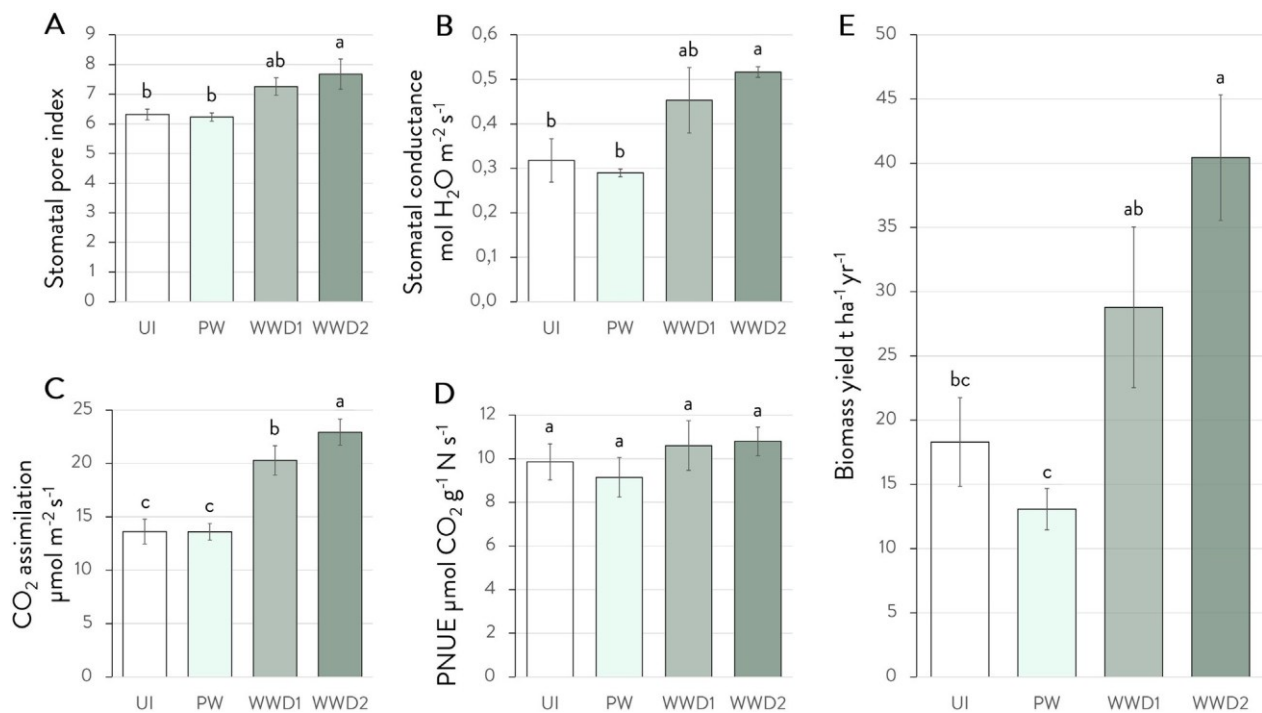 A
Stomatal pore index
9
8
7
6
5
4
3
2
1
0
b
b
ab
a
UI PW WWD1 WWD2
B
Stomatal conductance
mol H₂O m⁻² s⁻¹
0,6
0,5
0,4
0,3
0,2
0,1
0,0
b
b
ab
a
UI PW WWD1 WWD2
C
CO₂ assimilation
µmol m⁻² s⁻¹
25
20
15
10
5
0
c
c
b
a
UI PW WWD1 WWD2
D
PNUE µmol CO₂ g⁻¹ N s⁻¹
12
10
8
6
4
2
0
a
a
a
a
UI PW WWD1 WWD2
E
Biomass yield t ha⁻¹ yr⁻¹
50
45
40
35
30
25
20
15
10
5
0
bc
c
ab
a
UI PW WWD1 WWD2